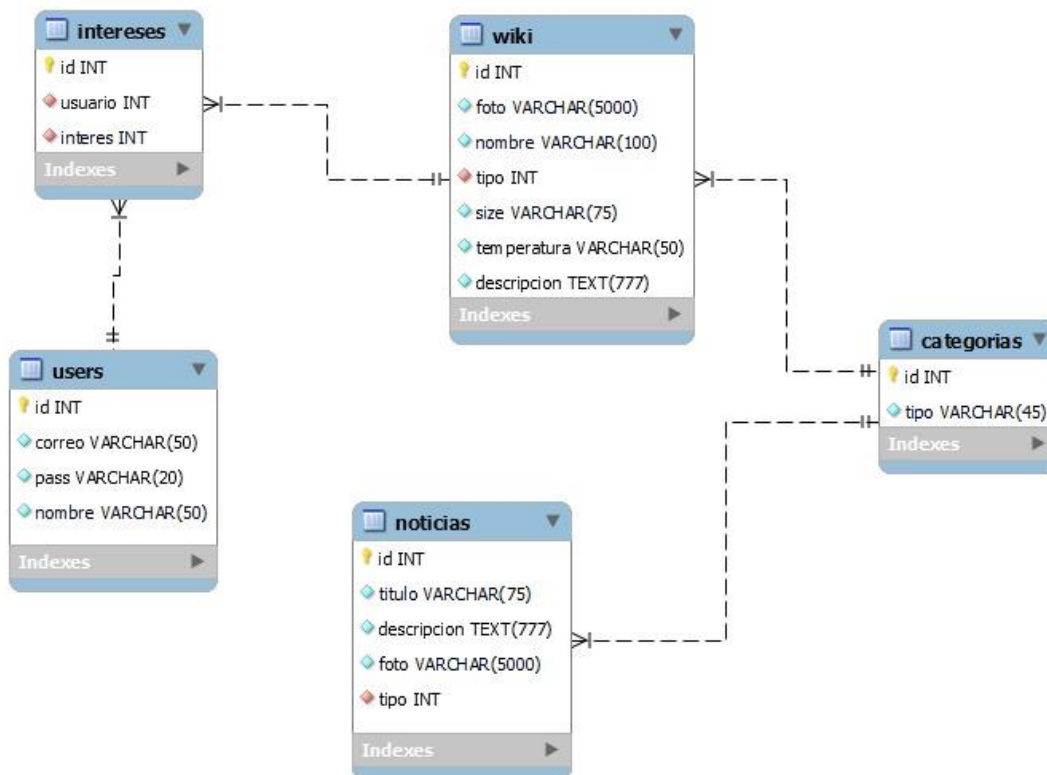 intereses
id INT
usuario INT
interes INT
Indexes
wiki
id INT
foto VARCHAR(5000)
nombre VARCHAR(100)
tipo INT
size VARCHAR(75)
temperatura VARCHAR(50)
descripcion TEXT(777)
Indexes
users
id INT
correo VARCHAR(50)
pass VARCHAR(20)
nombre VARCHAR(50)
Indexes
categorias
id INT
tipo VARCHAR(45)
Indexes
noticias
id INT
titulo VARCHAR(75)
descripcion TEXT(777)
foto VARCHAR(5000)
tipo INT
Indexes